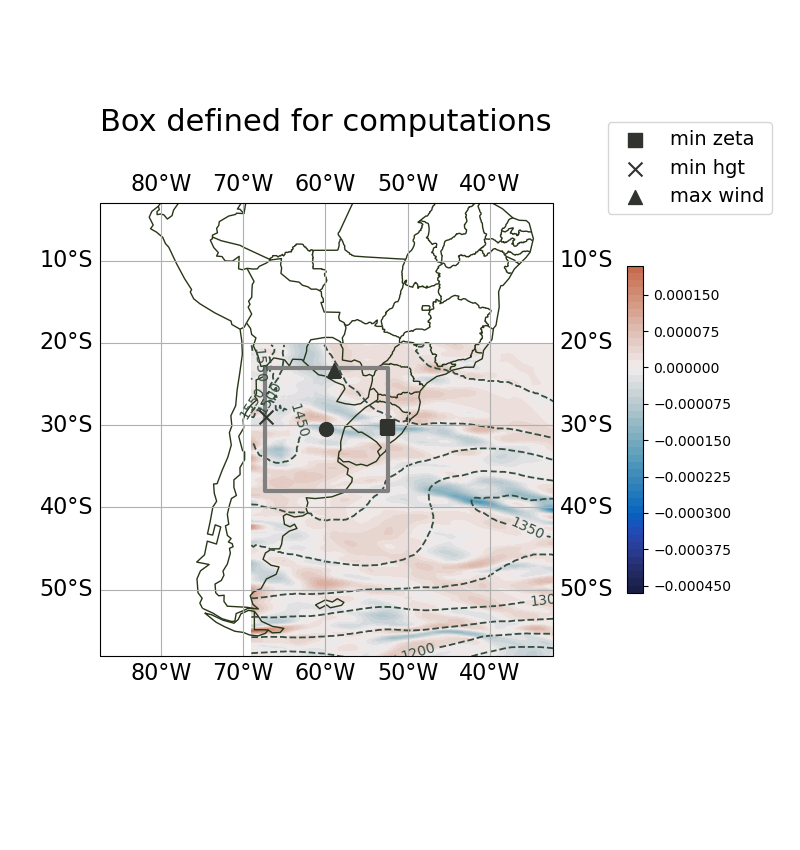 Box defined for computations
min zeta
min hgt
max wind
80°W 70°W 60°W 50°W 40°W
10°S 10°S
20°S 20°S
30°S 30°S
40°S 40°S
50°S 50°S
80°W 70°W 60°W 50°W 40°W
0.000150
0.000075
0.000000
−0.000075
−0.000150
−0.000225
−0.000300
−0.000375
−0.000450
1450
1350
130
1200